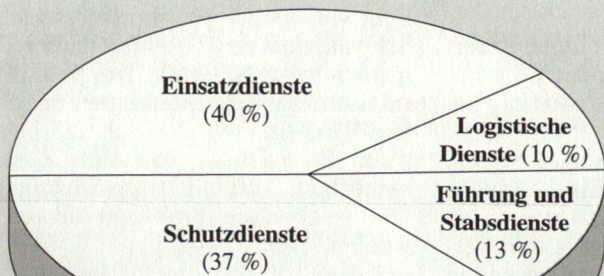 Einsatzdienste
(40 %)
Logistische
Dienste (10 %)
Führung und
Stabsdienste
(13 %)
Schutzdienste
(37 %)